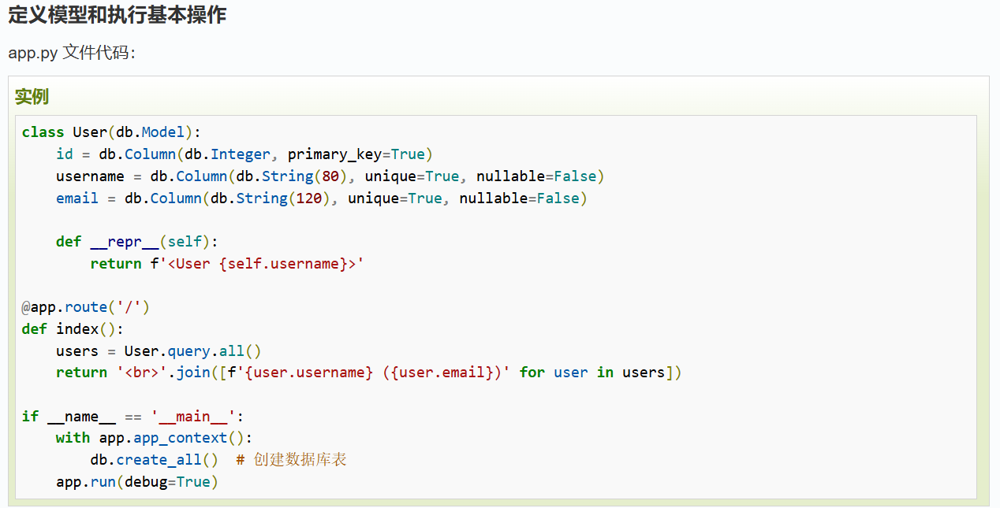 定义模型和执行基本操作
app.py 文件代码：
实例
class User(db.Model):
    id = db.Column(db.Integer, primary_key=True)
    username = db.Column(db.String(80), unique=True, nullable=False)
    email = db.Column(db.String(120), unique=True, nullable=False)

    def __repr__(self):
        return f'<User {self.username}>'

@app.route('/')
def index():
    users = User.query.all()
    return '<br>'.join([f'{user.username} ({user.email})' for user in users])

if __name__ == '__main__':
    with app.app_context():
        db.create_all()  # 创建数据库表
    app.run(debug=True)